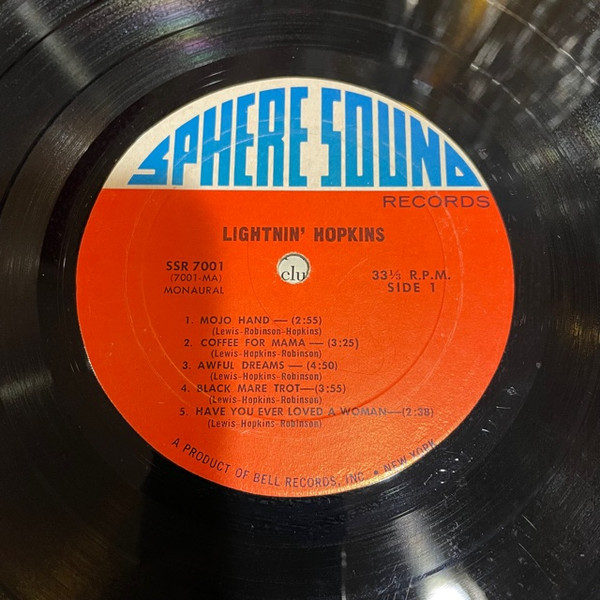 SPHERE SOUND
RECORDS
LIGHTNIN' HOPKINS
SSR 7001
(7001-MA)
MONAURAL
clu
33⅓ R.P.M.
SIDE 1
1. MOJO HAND — (2:55)
(Lewis-Robinson-Hopkins)
2. COFFEE FOR MAMA — (3:25)
(Lewis-Hopkins-Robinson)
3. AWFUL DREAMS — (4:50)
(Lewis-Hopkins-Robinson)
4. BLACK MARE TROT — (3:55)
(Lewis-Hopkins-Robinson)
5. HAVE YOU EVER LOVED A WOMAN — (2:38)
(Lewis-Hopkins-Robinson)
A PRODUCT OF BELL RECORDS, INC. • NEW YORK